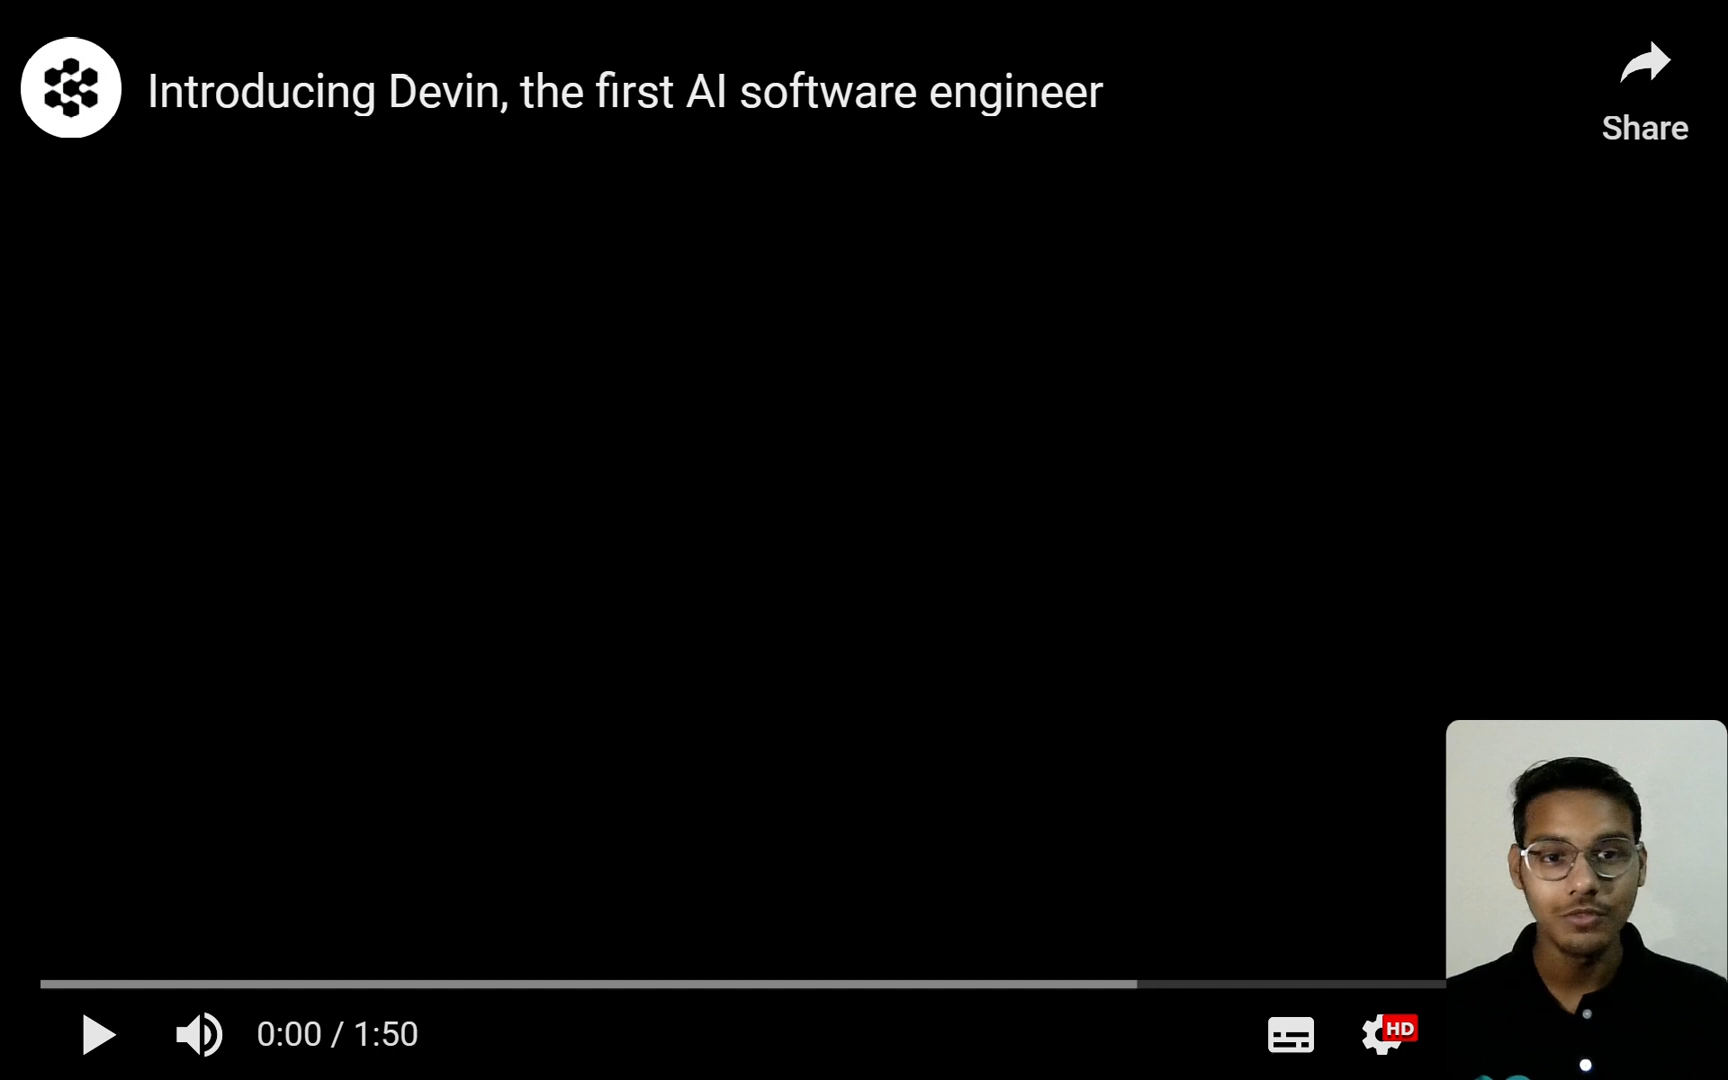 Introducing Devin, the first AI software engineer
Share
0:00 / 1:50
HD